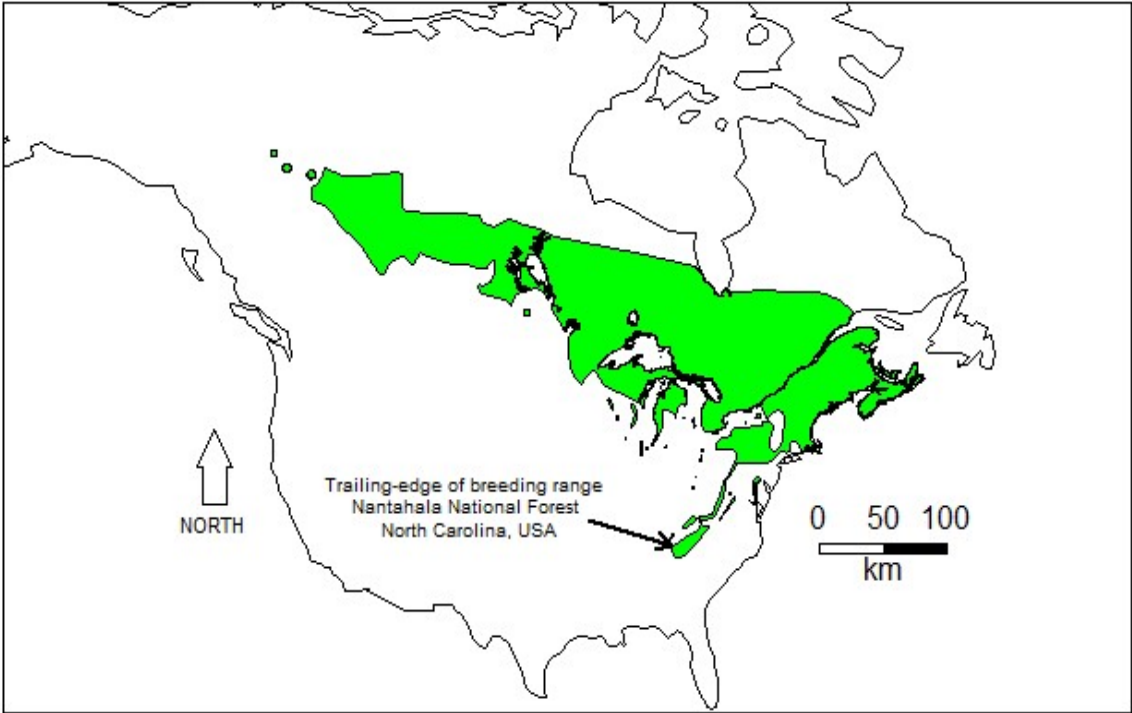 Trailing-edge of breeding range
Nantahala National Forest
North Carolina, USA
NORTH
0 50 100
km